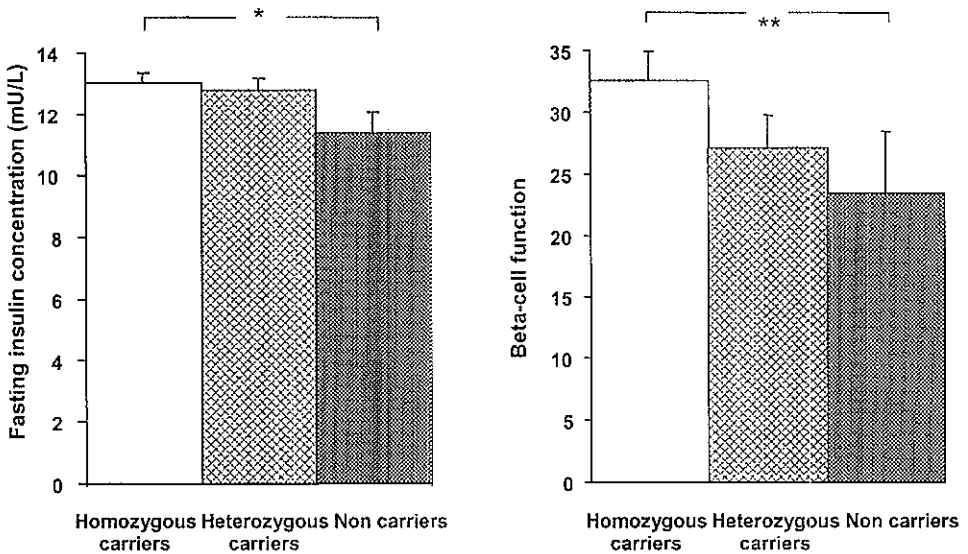 *
Fasting insulin concentration (mU/L)
14
12
10
8
6
4
2
0
Homozygous carriers
Heterozygous carriers
Non carriers
**
Beta-cell function
35
30
25
20
15
10
5
0
Homozygous carriers
Heterozygous carriers
Non carriers